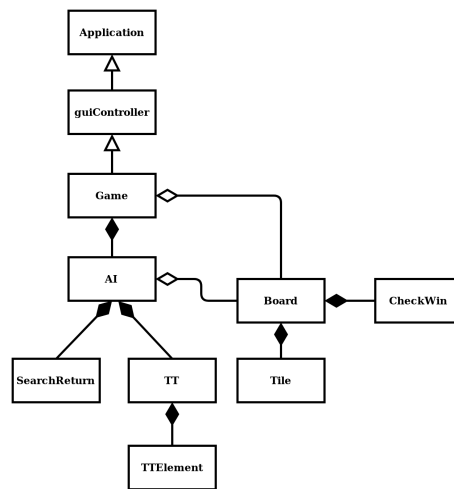 Application
guiController
Game
AI
Board
CheckWin
SearchReturn
TT
Tile
TTElement